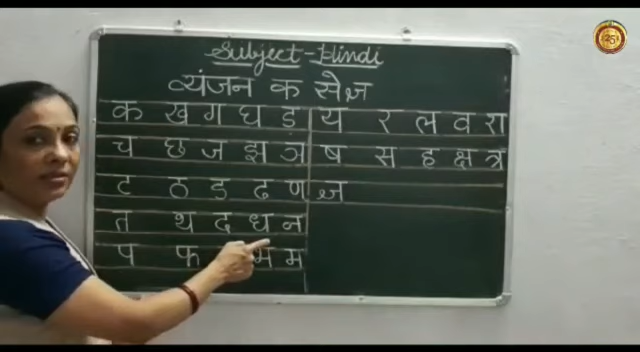 Subject-Hindi
व्यंजन क से ज्ञ
क ख ग घ ङ य र ल व श
च छ ज झ ञ ष स ह क्ष त्र
ट ठ ड ढ ण ज्ञ
त थ द ध न
प फ भ म